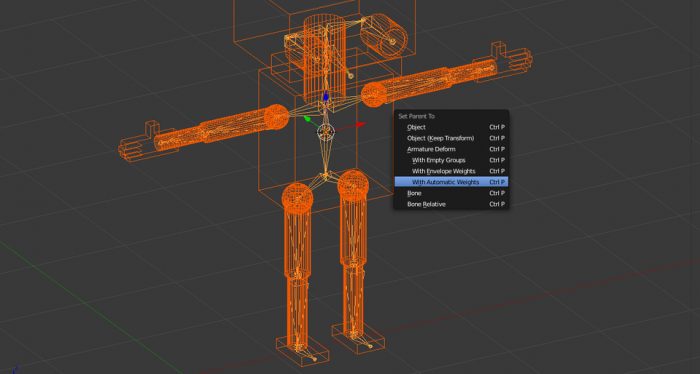 Set Parent To
Object Ctrl P
Object (Keep Transform) Ctrl P
Armature Deform Ctrl P
With Empty Groups Ctrl P
With Envelope Weights Ctrl P
With Automatic Weights Ctrl P
Bone Ctrl P
Bone Relative Ctrl P